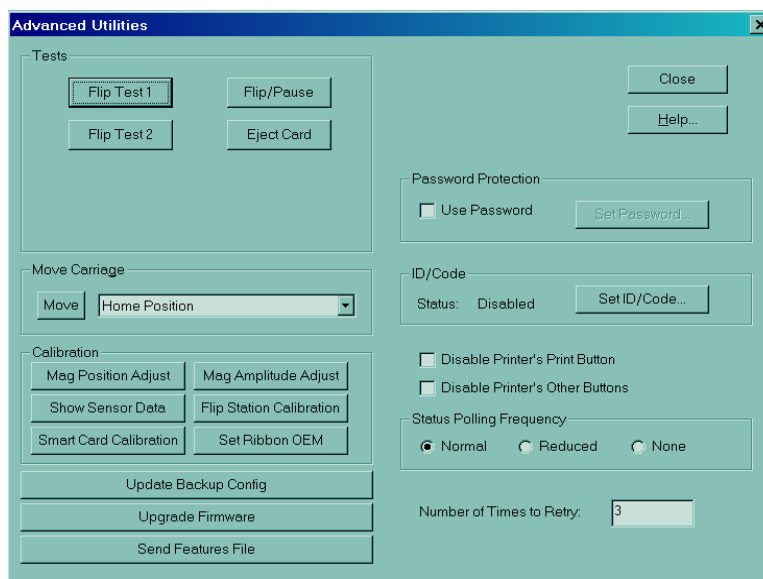 Advanced Utilities
Tests
Flip Test 1
Flip/Pause
Flip Test 2
Eject Card
Close
Help...
Password Protection
Use Password
Set Password...
Move Carriage
Move
Home Position
ID/Code
Status: Disabled
Set ID/Code...
Calibration
Mag Position Adjust
Mag Amplitude Adjust
Show Sensor Data
Flip Station Calibration
Smart Card Calibration
Set Ribbon OEM
Disable Printer's Print Button
Disable Printer's Other Buttons
Status Polling Frequency
Normal
Reduced
None
Update Backup Config
Upgrade Firmware
Send Features File
Number of Times to Retry: 3